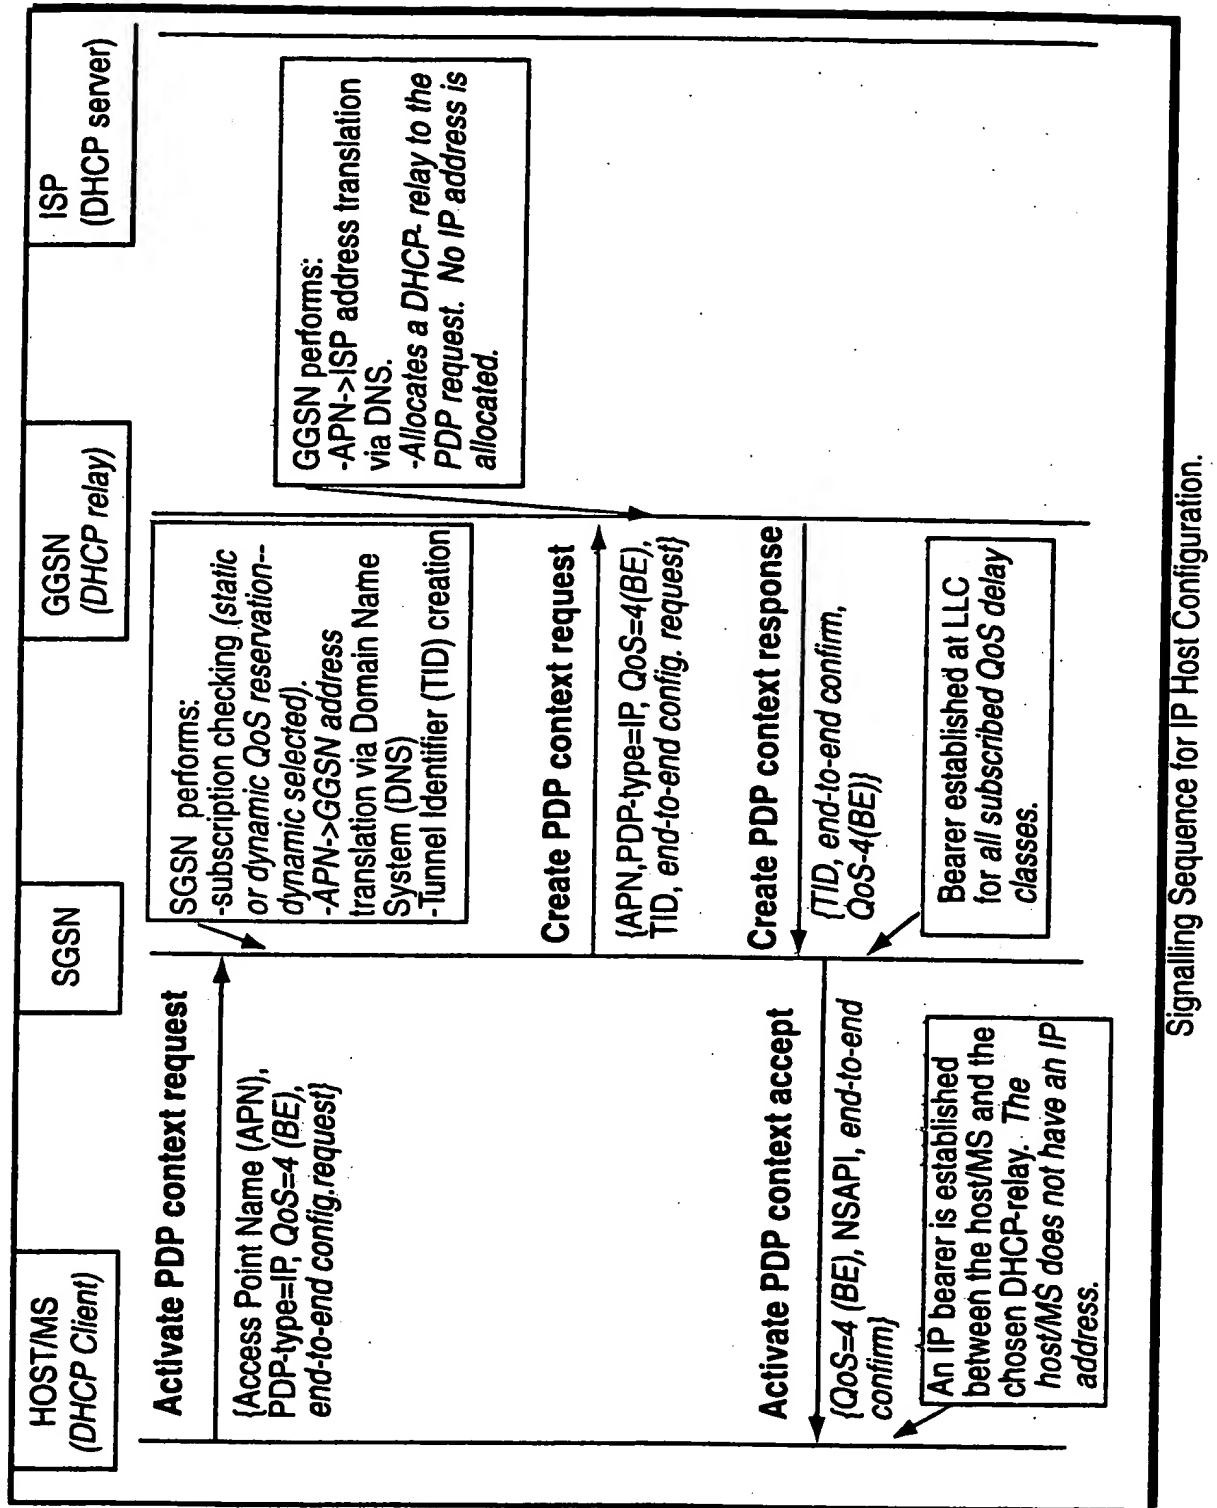 HOST/MS
(DHCP Client)
SGSN
GGSN
(DHCP relay)
ISP
(DHCP server)
Activate PDP context request
{Access Point Name (APN),
PDP-type=IP, QoS=4 (BE),
end-to-end config.request}
SGSN performs:
-subscription checking (static
or dynamic QoS reservation--
dynamic selected).
-APN->GGSN address
translation via Domain Name
System (DNS)
-Tunnel Identifier (TID) creation
GGSN performs:
-APN->ISP address translation
via DNS.
-Allocates a DHCP- relay to the
PDP request. No IP address is
allocated.
Create PDP context request
{APN,PDP-type=IP, QoS=4(BE),
TID, end-to-end config. request}
Create PDP context response
{TID, end-to-end confirm,
QoS-4(BE)}
Activate PDP context accept
{QoS=4 (BE), NSAPI, end-to-end
confirm}
Bearer established at LLC
for all subscribed QoS delay
classes.
An IP bearer is established
between the host/MS and the
chosen DHCP-relay. The
host/MS does not have an IP
address.
Signalling Sequence for IP Host Configuration.